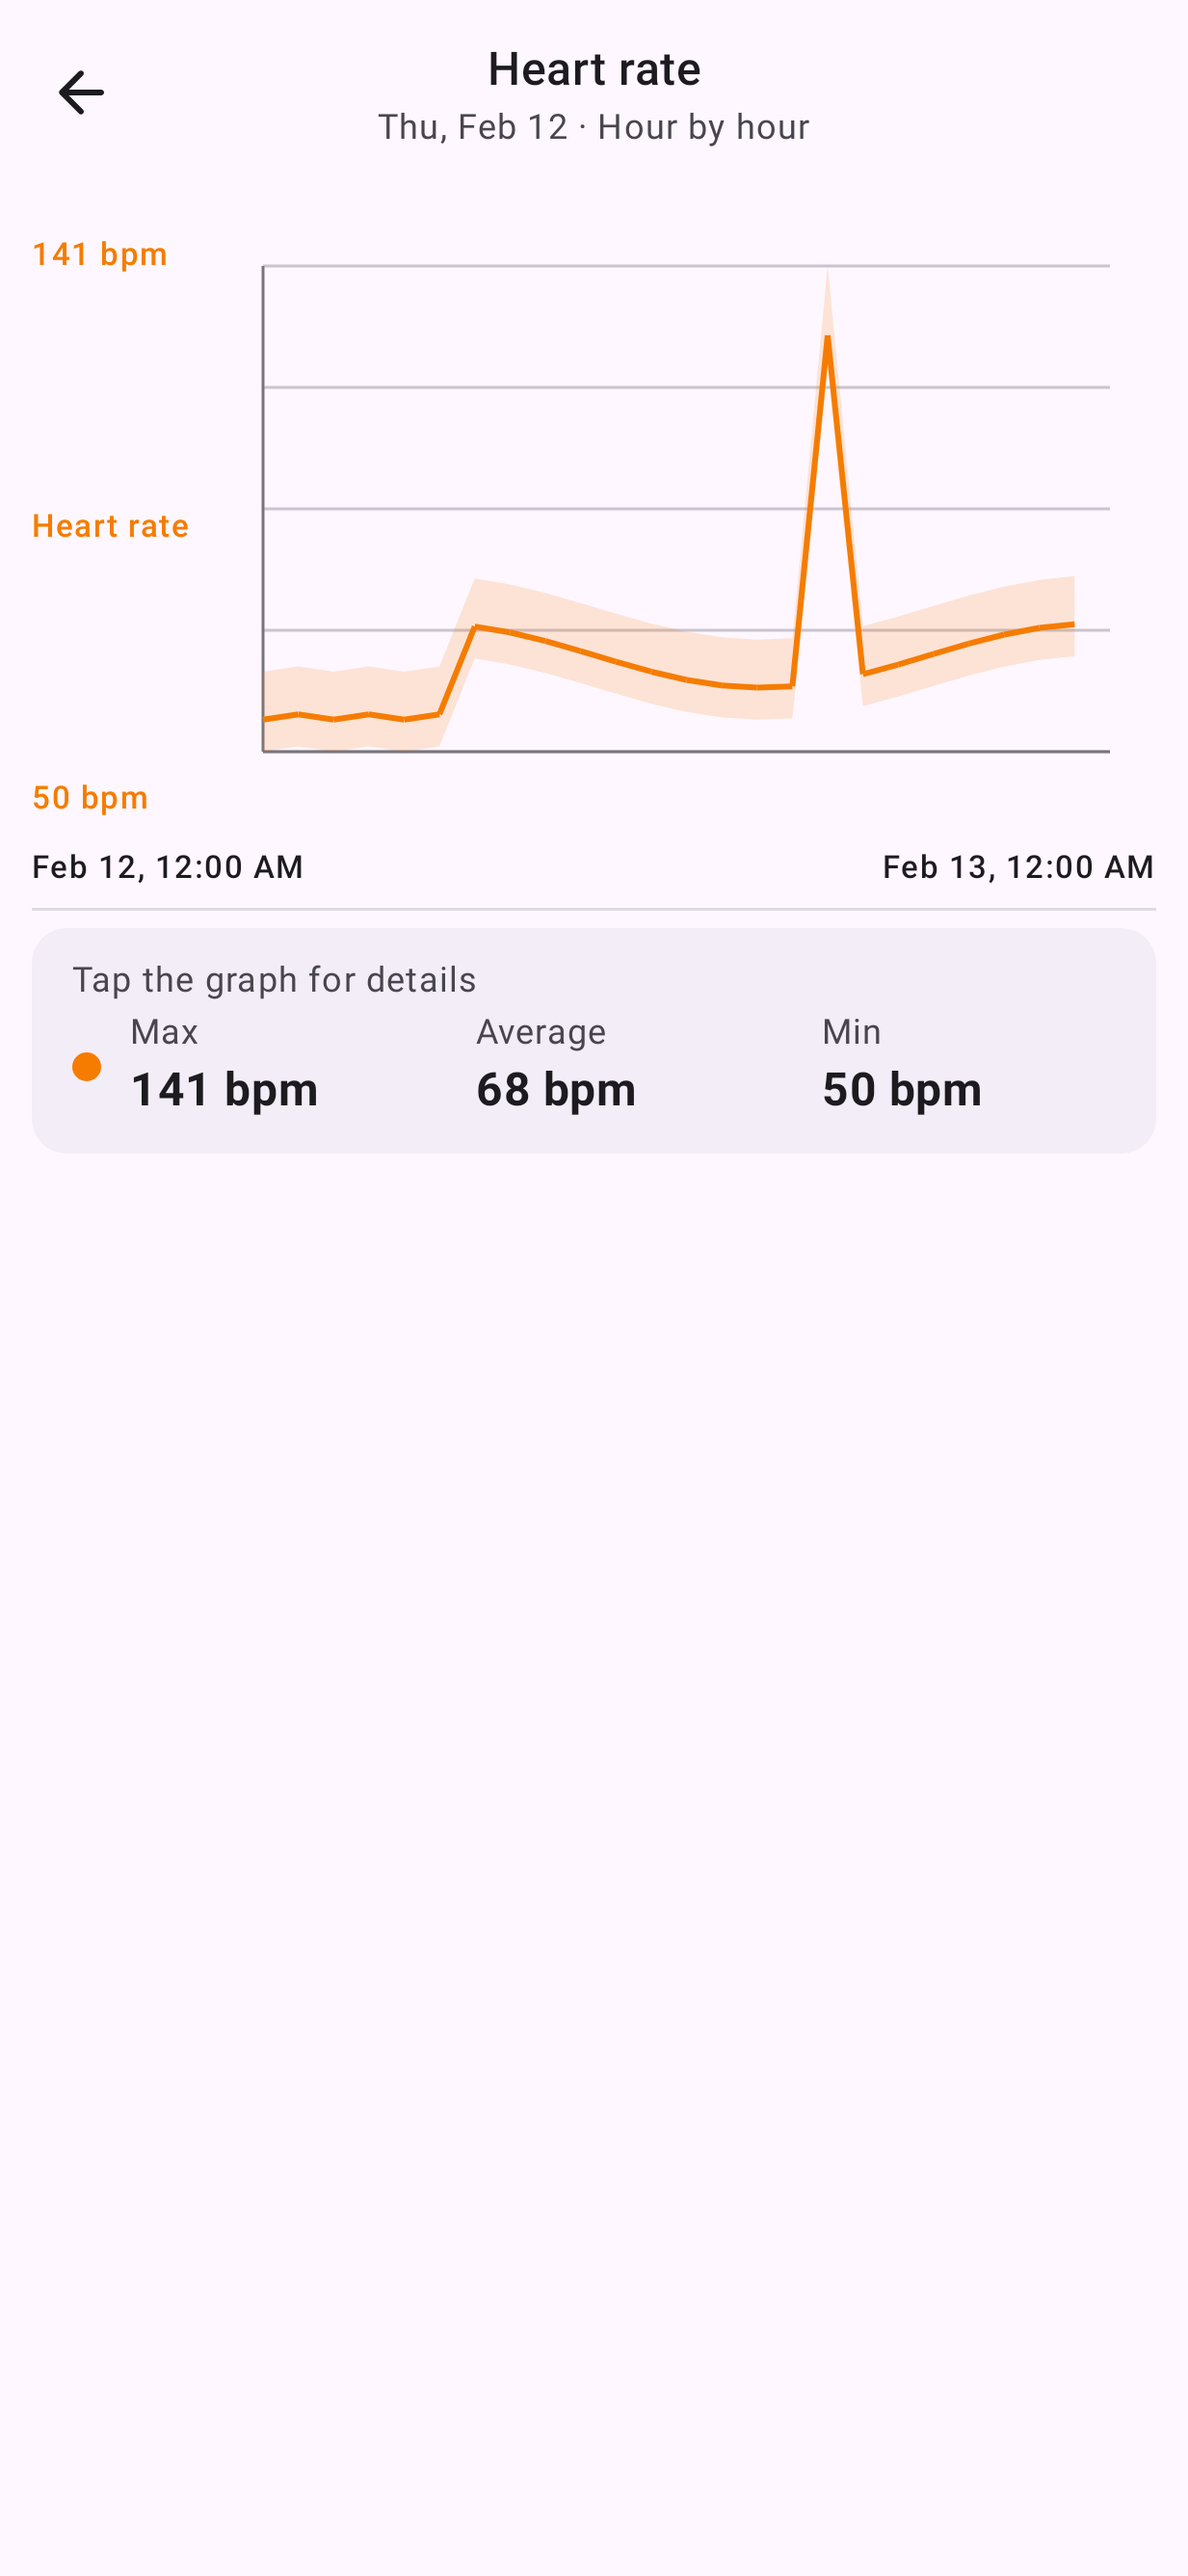 Heart rate
Thu, Feb 12 · Hour by hour
141 bpm
Heart rate
50 bpm
Feb 12, 12:00 AM
Feb 13, 12:00 AM
Tap the graph for details
Max
Average
Min
141 bpm
68 bpm
50 bpm